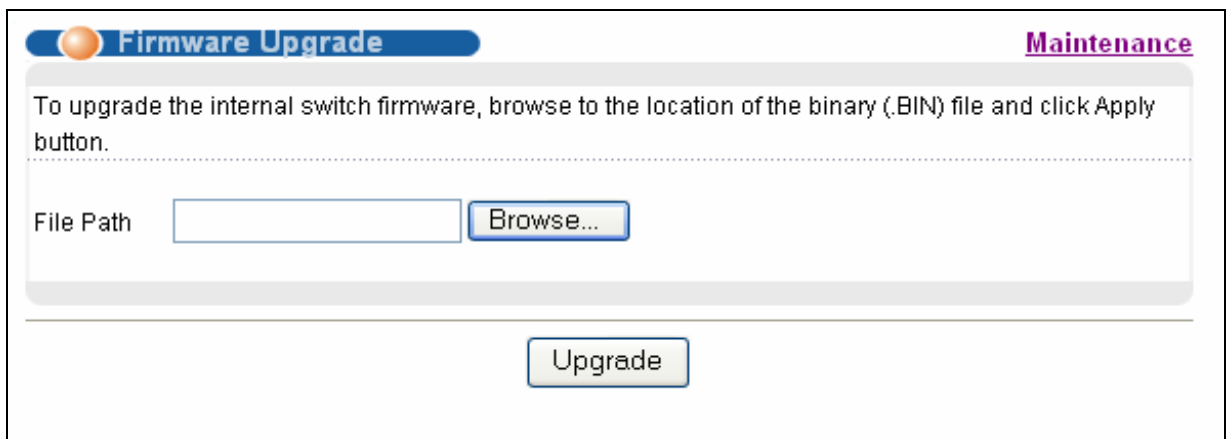 Firmware Upgrade
Maintenance
To upgrade the internal switch firmware, browse to the location of the binary (.BIN) file and click Apply
button.
File Path
Browse...
Upgrade